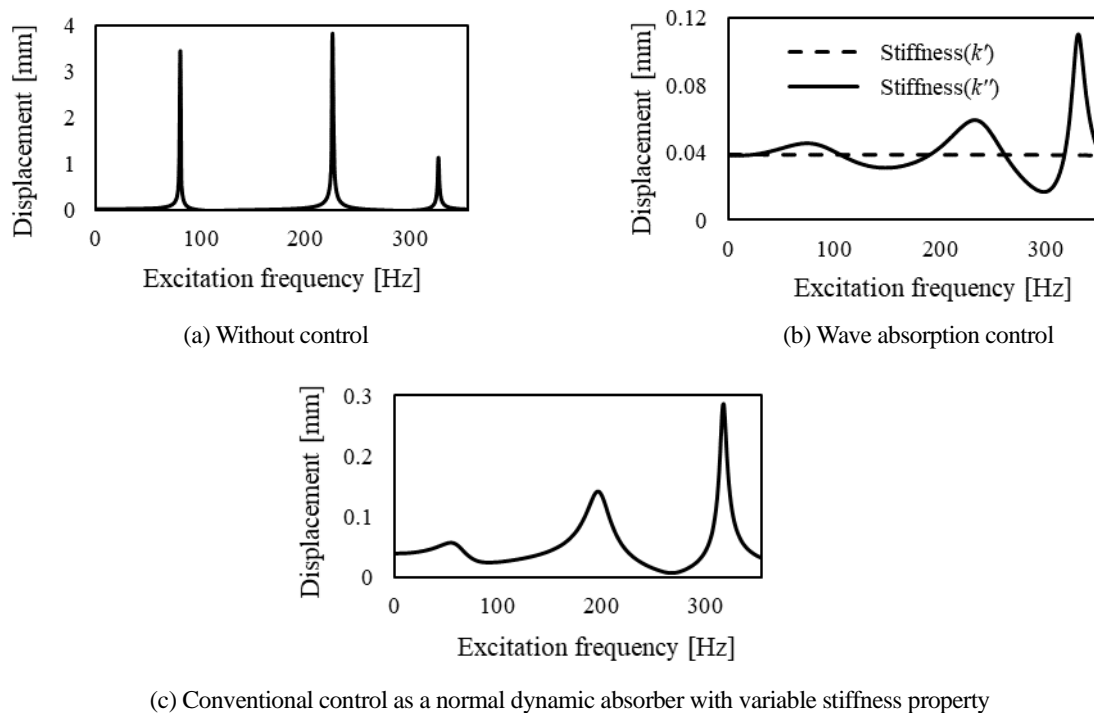 4
3
2
1
0
Displacement [mm]
0 100 200 300
Excitation frequency [Hz]
(a) Without control
0.12
0.08
0.04
0
Displacement [mm]
Stiffness(k')
Stiffness(k'')
0 100 200 300
Excitation frequency [Hz]
(b) Wave absorption control
0.3
0.2
0.1
0
Displacement [mm]
0 100 200 300
Excitation frequency [Hz]
(c) Conventional control as a normal dynamic absorber with variable stiffness property